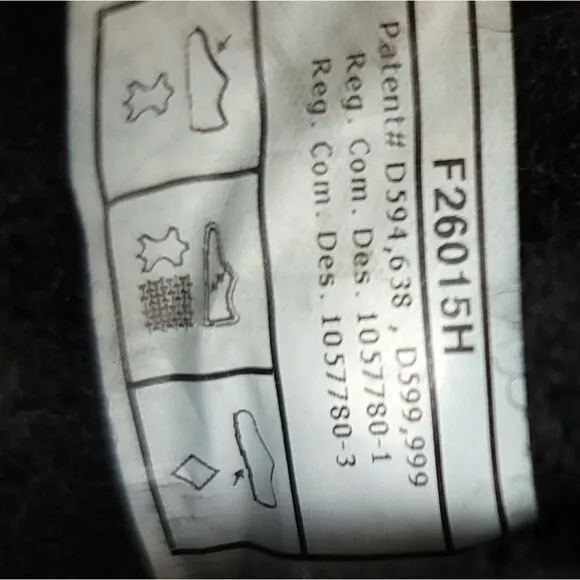 F26015H
Patent# D594,638 , D599,999
Reg. Com. Des. 1057780-1
Reg. Com. Des. 1057780-3